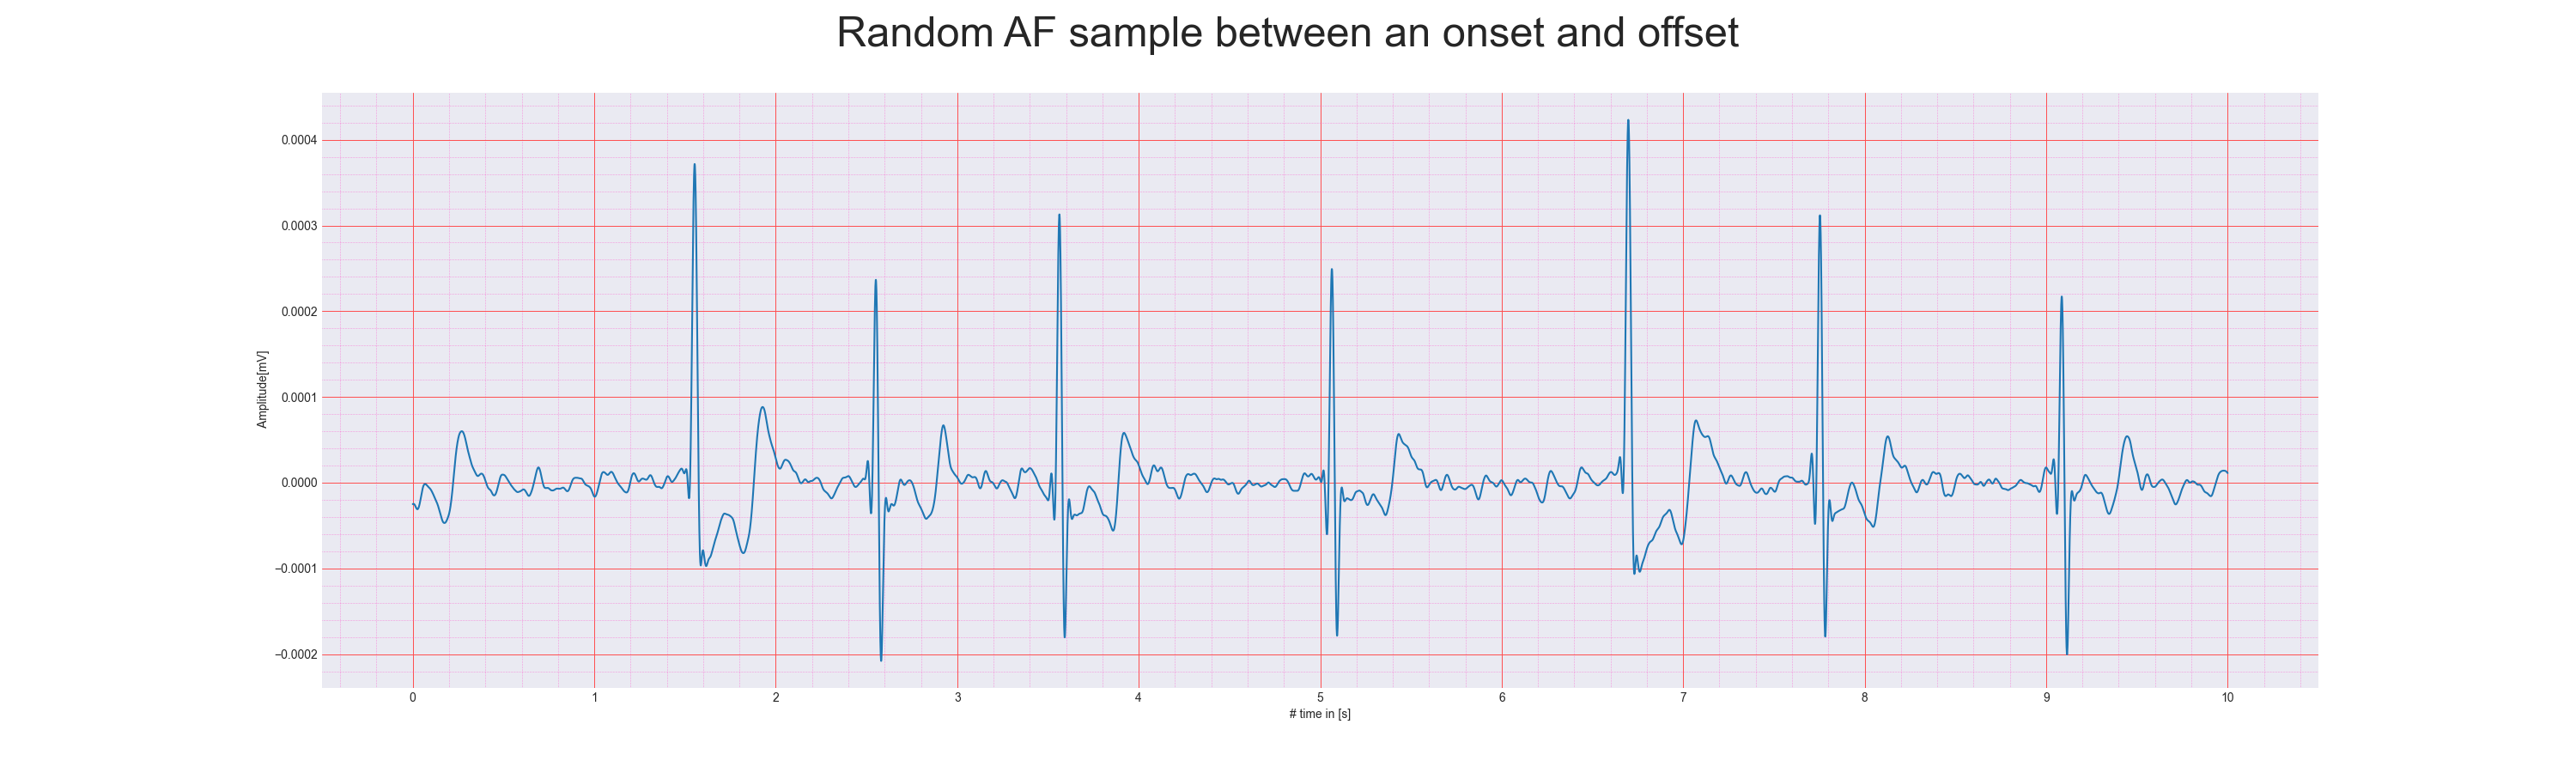 Random AF sample between an onset and offset
Amplitude[mV]
0.0004
0.0003
0.0002
0.0001
0.0000
−0.0001
−0.0002
0 1 2 3 4 5 6 7 8 9 10
# time in [s]